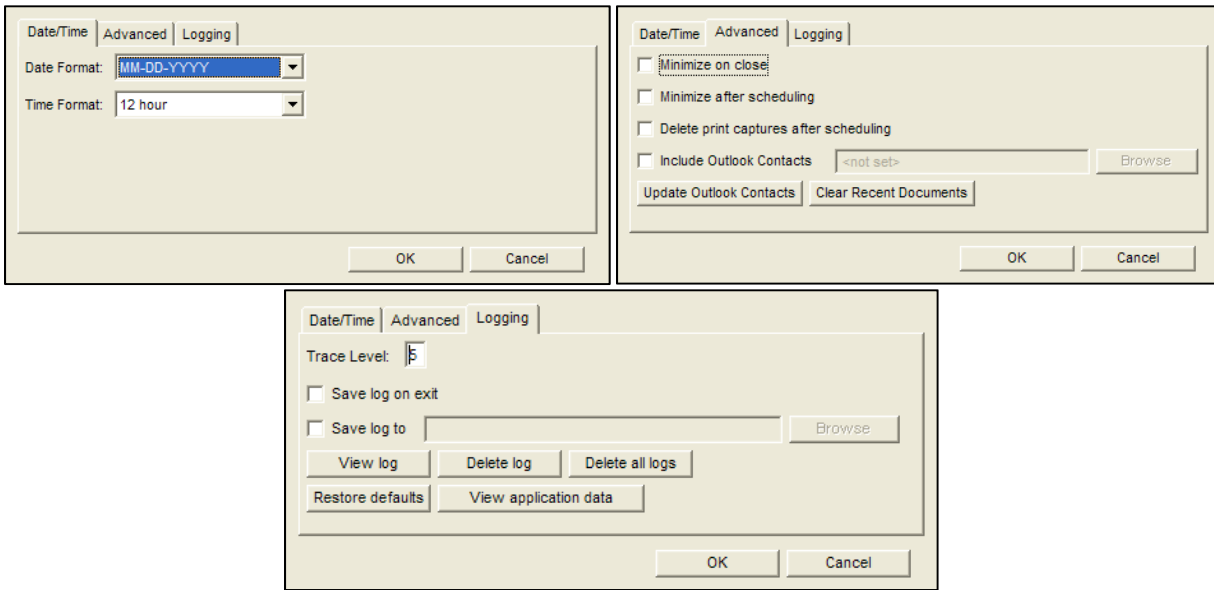 Date/Time Advanced Logging
Date Format: MM-DD-YYYY
Time Format: 12 hour
OK Cancel
Date/Time Advanced Logging
Minimize on close
Minimize after scheduling
Delete print captures after scheduling
Include Outlook Contacts <not set> Browse
Update Outlook Contacts Clear Recent Documents
OK Cancel
Date/Time Advanced Logging
Trace Level: 5
Save log on exit
Save log to Browse
View log Delete log Delete all logs
Restore defaults View application data
OK Cancel